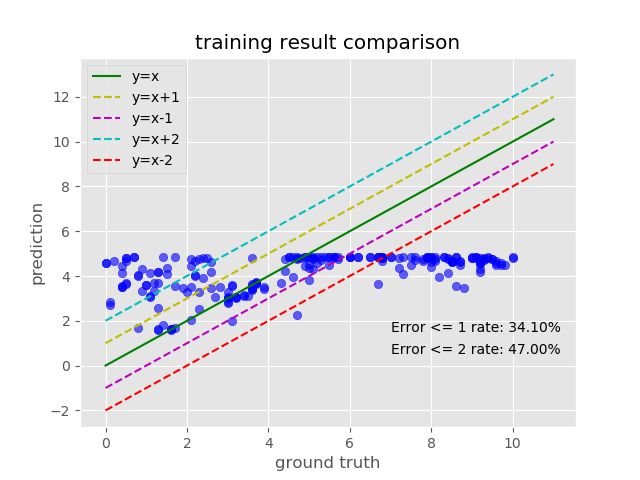 training result comparison
y=x
y=x+1
y=x-1
y=x+2
y=x-2
12
10
8
6
4
2
0
−2
prediction
Error <= 1 rate: 34.10%
Error <= 2 rate: 47.00%
0 2 4 6 8 10
ground truth